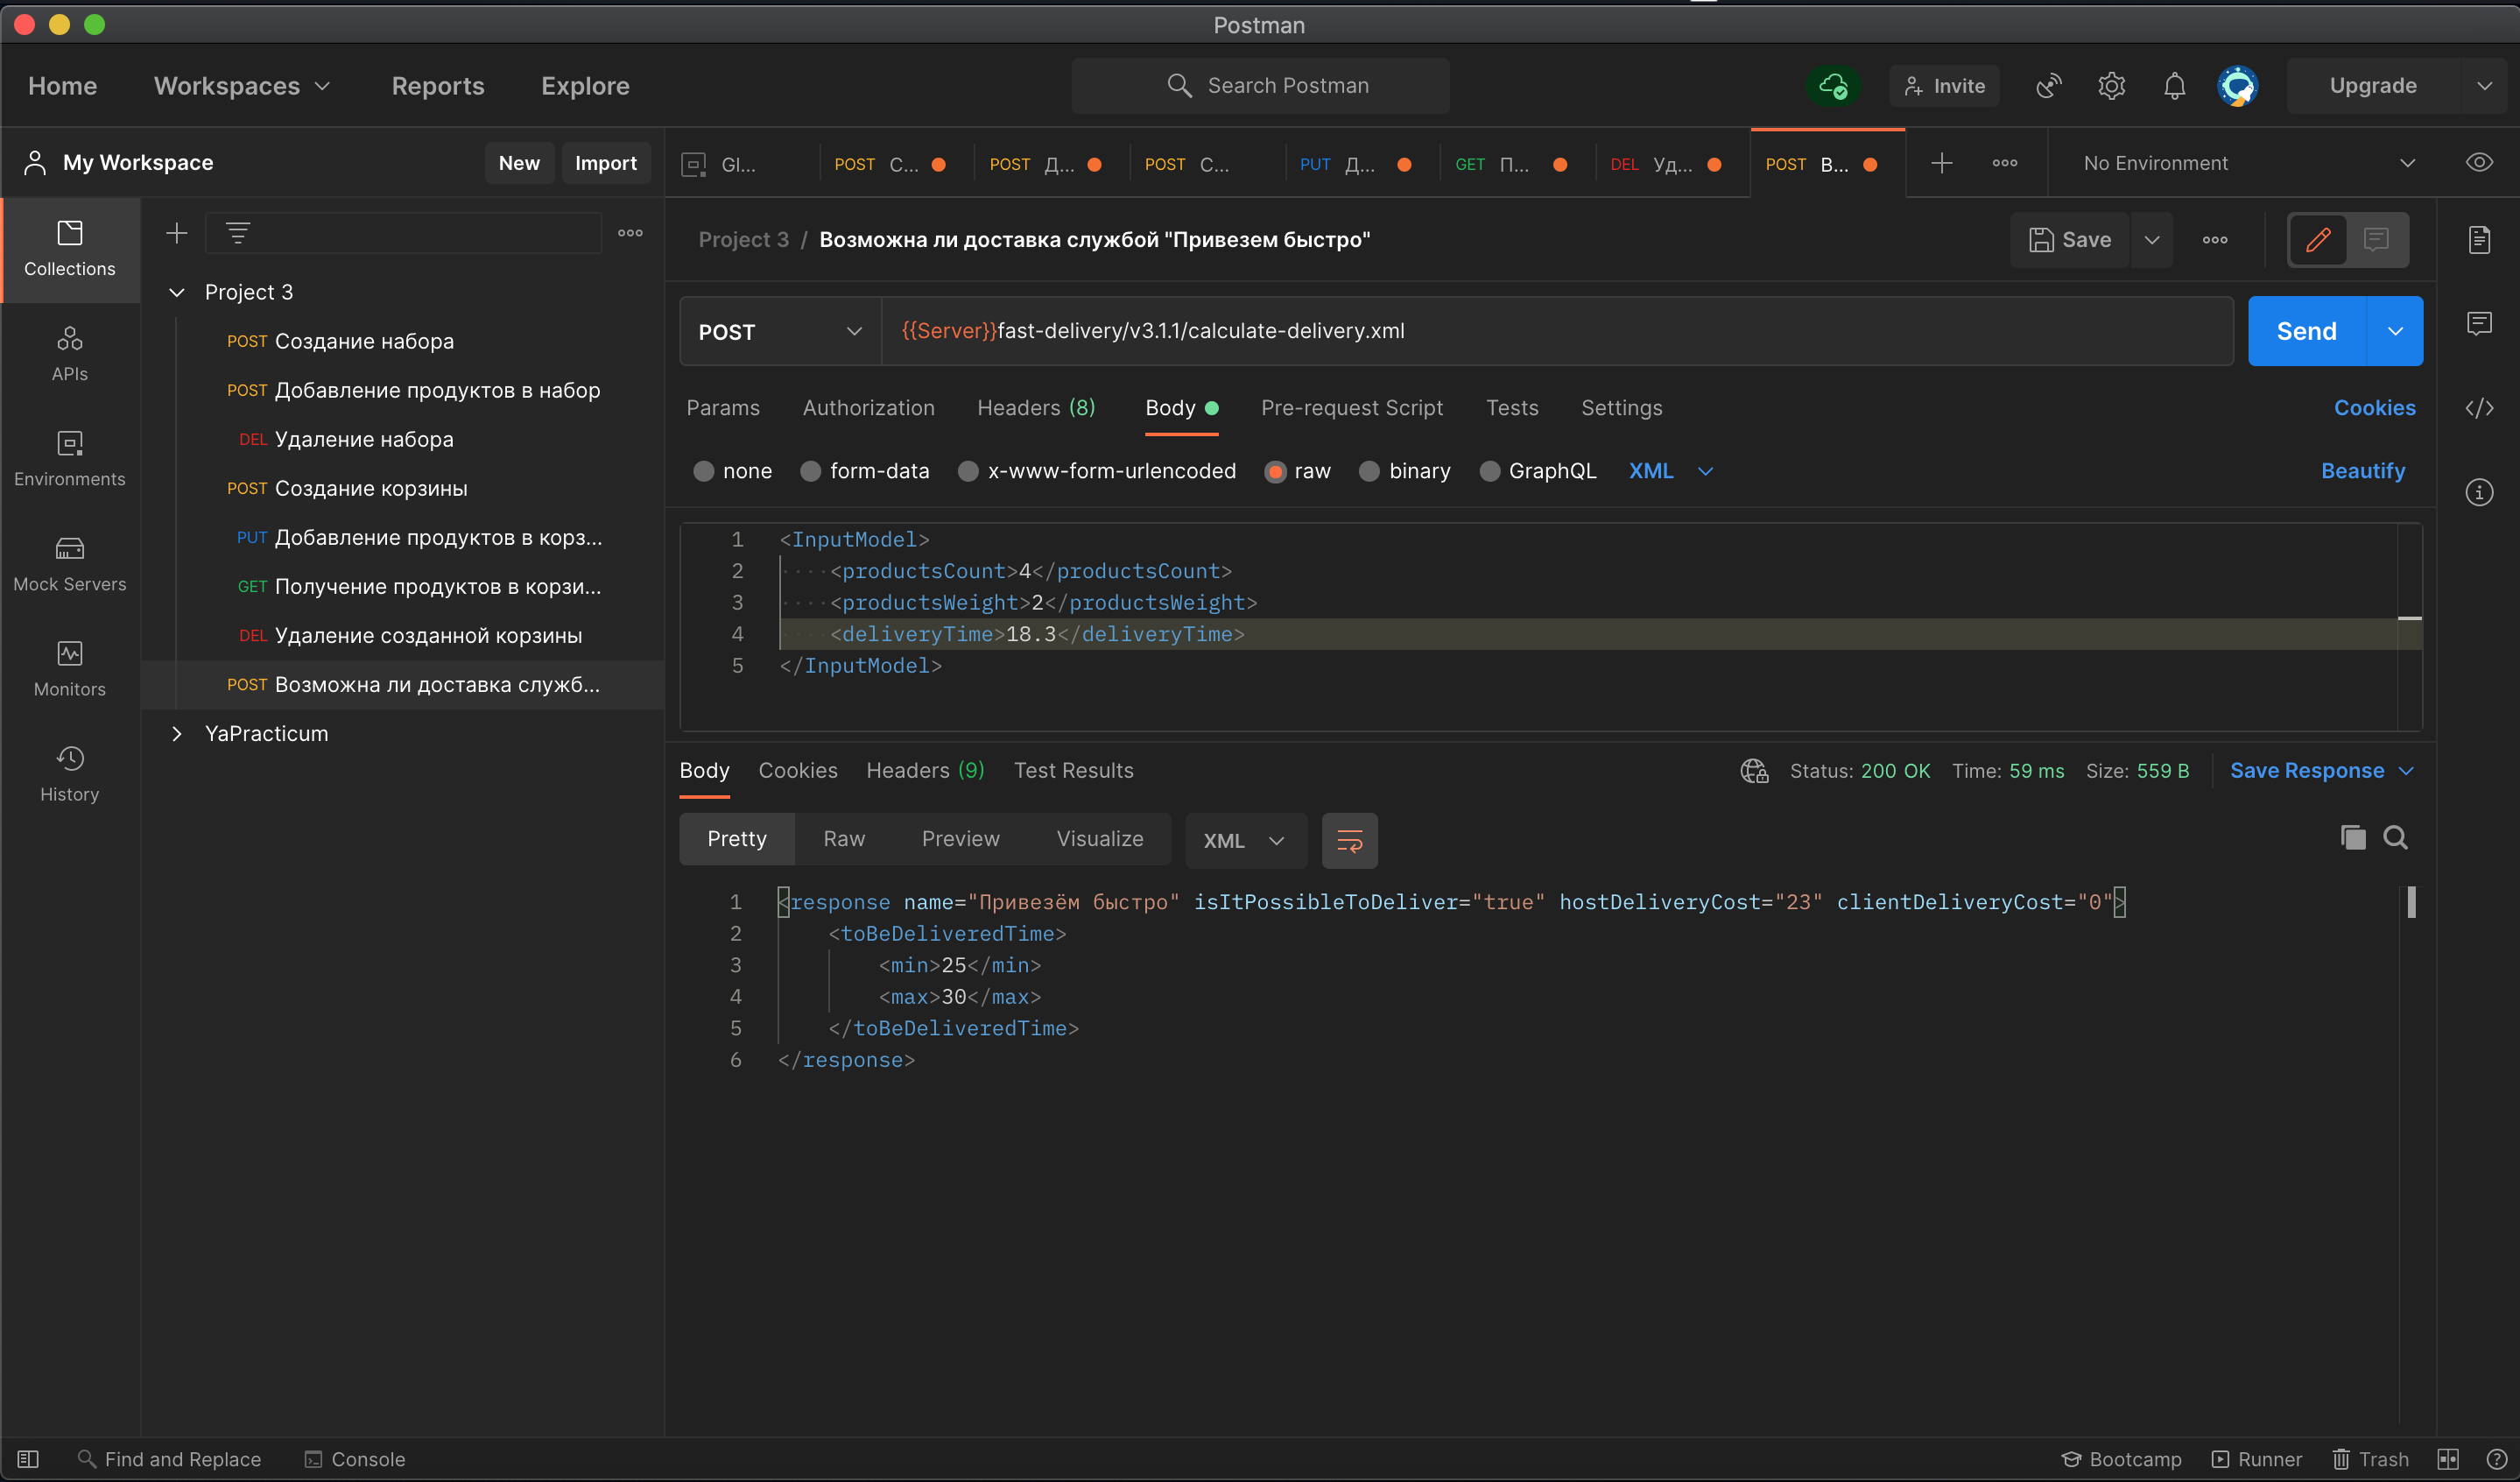 Postman
Home Workspaces Reports Explore Search Postman Invite Upgrade
My Workspace New Import
Gl... POST С... POST Д... POST С... PUT Д... GET П... DEL Уд... POST В... No Environment
Collections
APIs
Environments
Mock Servers
Monitors
History
Project 3
POST Создание набора
POST Добавление продуктов в набор
DEL Удаление набора
POST Создание корзины
PUT Добавление продуктов в корз...
GET Получение продуктов в корзи...
DEL Удаление созданной корзины
POST Возможна ли доставка служб...
YaPracticum
Project 3 / Возможна ли доставка службой "Привезем быстро" Save
POST {{Server}}fast-delivery/v3.1.1/calculate-delivery.xml Send
Params Authorization Headers (8) Body Pre-request Script Tests Settings Cookies
none form-data x-www-form-urlencoded raw binary GraphQL XML Beautify
1 <InputModel>
2 <productsCount>4</productsCount>
3 <productsWeight>2</productsWeight>
4 <deliveryTime>18.3</deliveryTime>
5 </InputModel>
Body Cookies Headers (9) Test Results Status: 200 OK Time: 59 ms Size: 559 B Save Response
Pretty Raw Preview Visualize XML
1 <response name="Привезём быстро" isItPossibleToDeliver="true" hostDeliveryCost="23" clientDeliveryCost="0">
2 <toBeDeliveredTime>
3 <min>25</min>
4 <max>30</max>
5 </toBeDeliveredTime>
6 </response>
Find and Replace Console Bootcamp Runner Trash